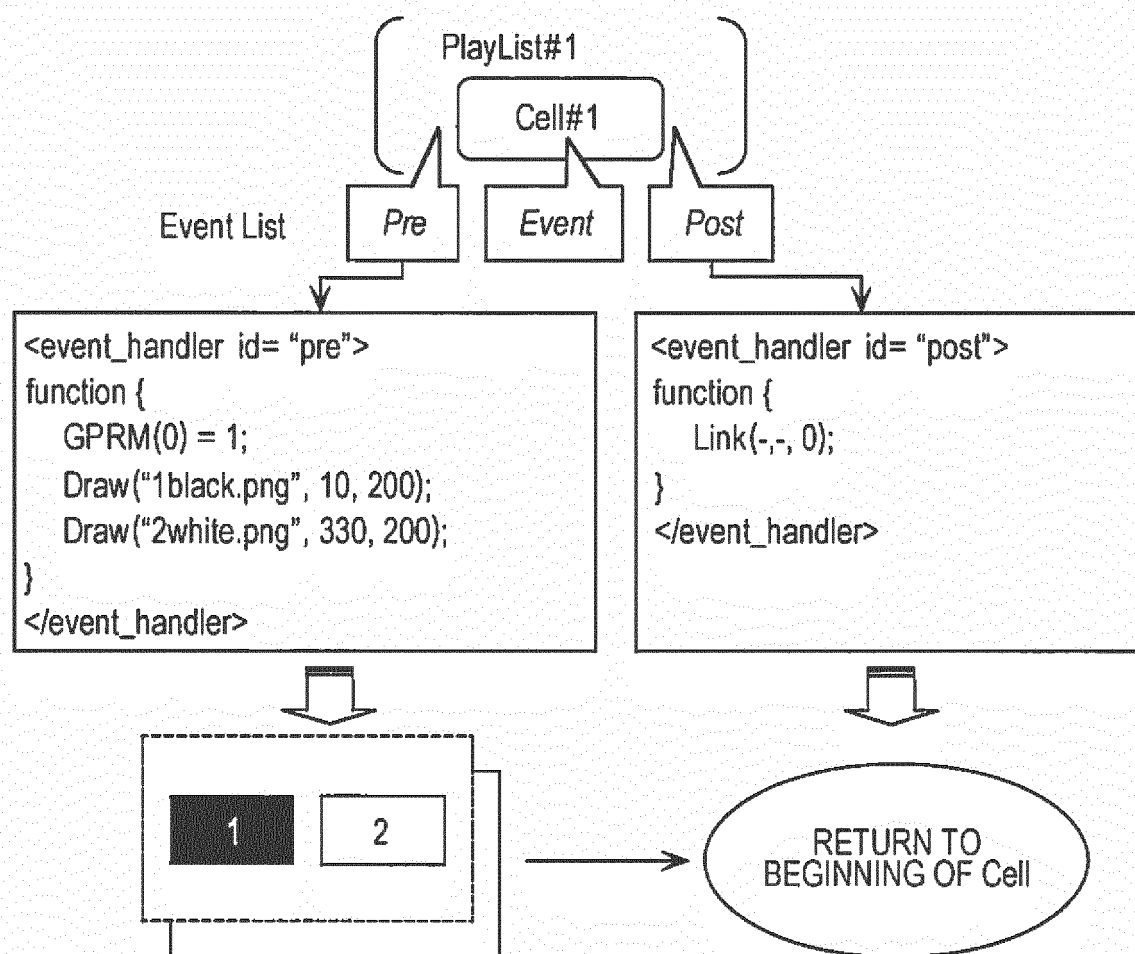 PlayList#1
Cell#1
Event List
Pre
Event
Post
<event_handler id= “pre”>
function {
GPRM(0) = 1;
Draw(“1black.png”, 10, 200);
Draw(“2white.png”, 330, 200);
}
</event_handler>
<event_handler id= “post”>
function {
Link(-,-, 0);
}
</event_handler>
1
2
RETURN TO
BEGINNING OF Cell